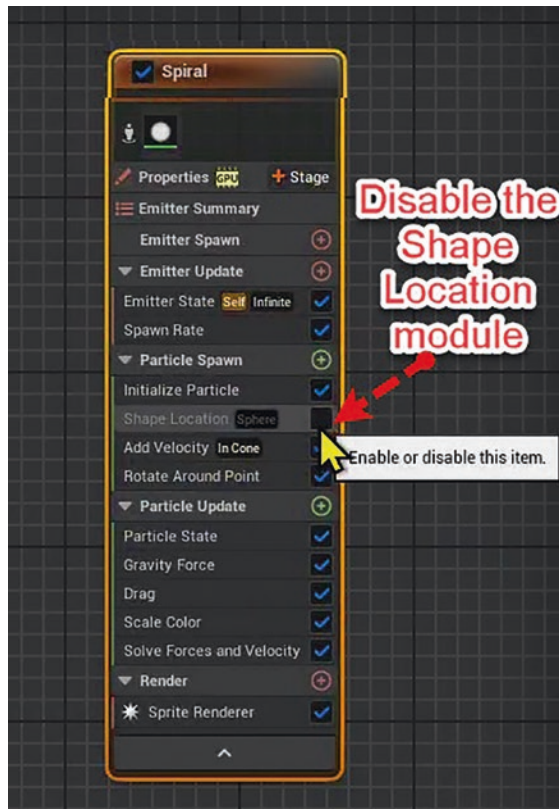 Spiral
Properties GPU + Stage
Emitter Summary
Emitter Spawn
Emitter Update
Emitter State Self Infinite
Spawn Rate
Particle Spawn
Initialize Particle
Shape Location Sphere
Add Velocity In Cone
Rotate Around Point
Particle Update
Particle State
Gravity Force
Drag
Scale Color
Solve Forces and Velocity
Render
Sprite Renderer
Disable the
Shape
Location
module
Enable or disable this item.